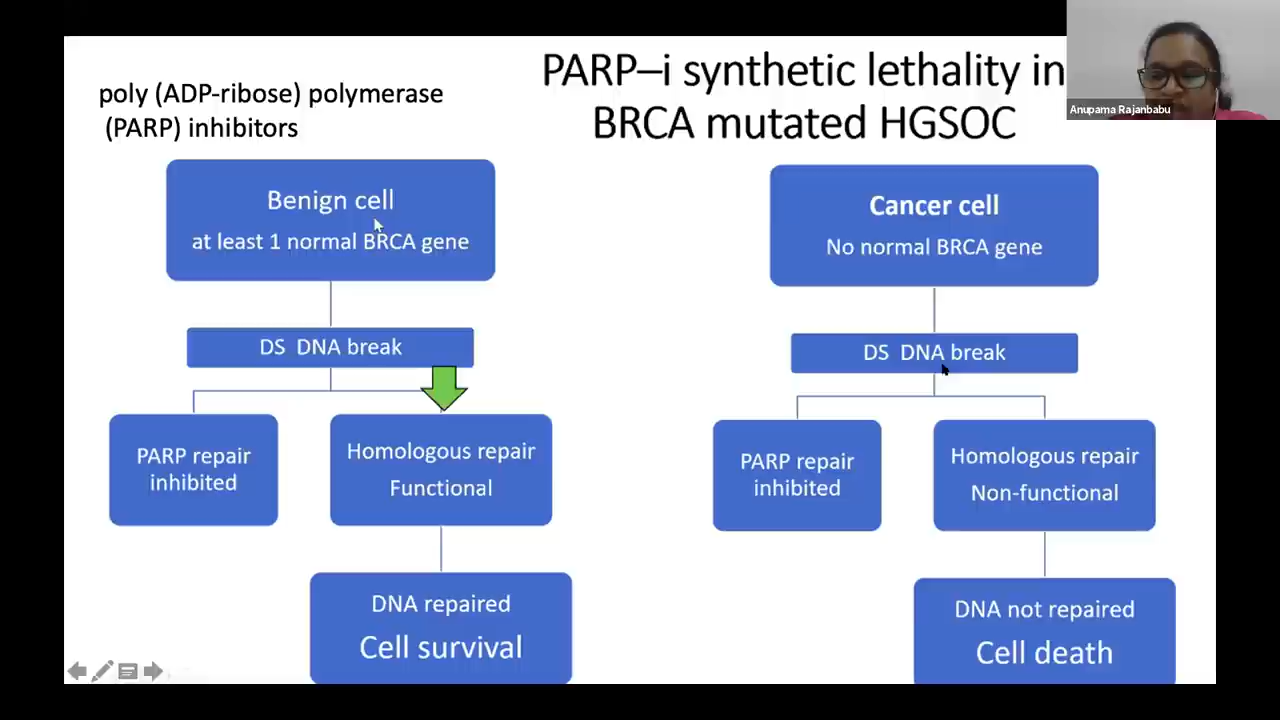 poly (ADP-ribose) polymerase
(PARP) inhibitors
PARP–i synthetic lethality in
BRCA mutated HGSOC
Anupama Rajanbabu
Benign cell
at least 1 normal BRCA gene
DS DNA break
PARP repair
inhibited
Homologous repair
Functional
DNA repaired
Cell survival
Cancer cell
No normal BRCA gene
DS DNA break
PARP repair
inhibited
Homologous repair
Non-functional
DNA not repaired
Cell death